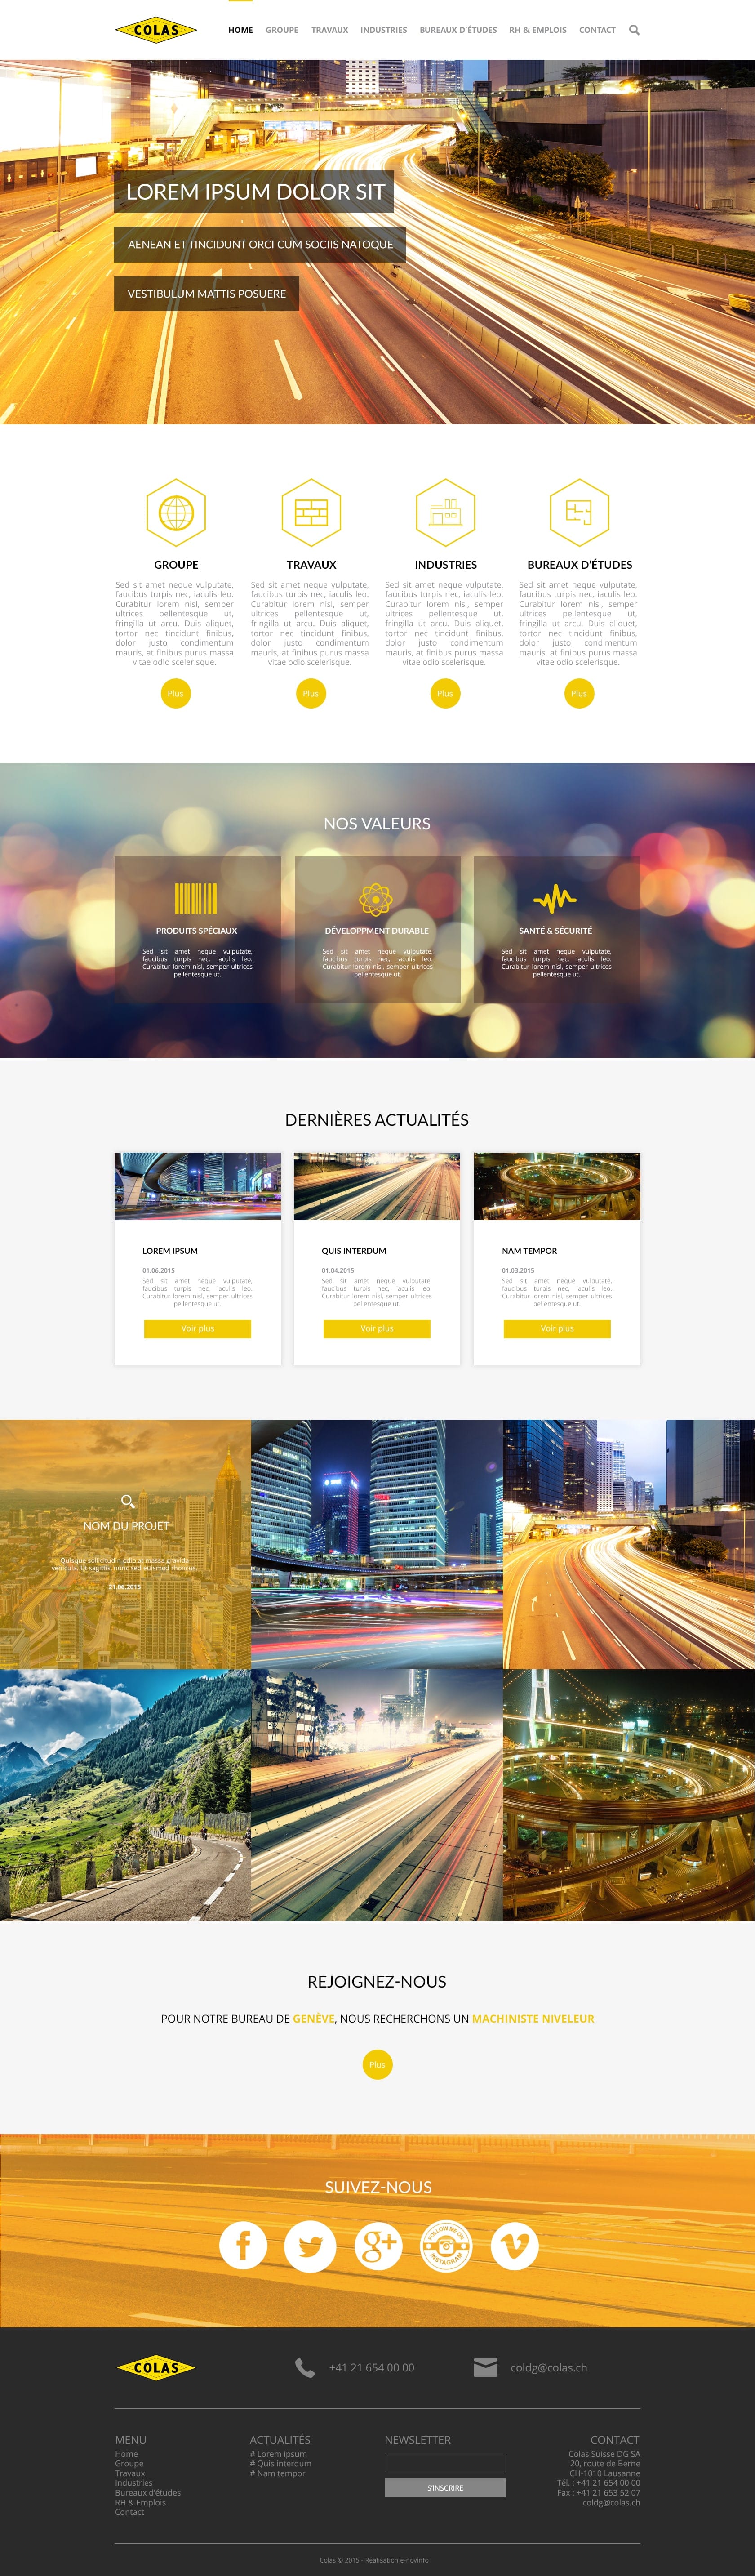 COLAS
HOME GROUPE TRAVAUX INDUSTRIES BUREAUX D'ÉTUDES RH & EMPLOIS CONTACT
LOREM IPSUM DOLOR SIT
AENEAN ET TINCIDUNT ORCI CUM SOCIIS NATOQUE
VESTIBULUM MATTIS POSUERE
GROUPE
Sed sit amet neque vulputate,
faucibus turpis nec, iaculis leo.
Curabitur lorem nisl, semper
ultrices pellentesque ut,
fringilla ut arcu. Duis aliquet,
tortor nec tincidunt finibus,
dolor justo condimentum
mauris, at finibus purus massa
vitae odio scelerisque.
Plus
TRAVAUX
Sed sit amet neque vulputate,
faucibus turpis nec, iaculis leo.
Curabitur lorem nisl, semper
ultrices pellentesque ut,
fringilla ut arcu. Duis aliquet,
tortor nec tincidunt finibus,
dolor justo condimentum
mauris, at finibus purus massa
vitae odio scelerisque.
Plus
INDUSTRIES
Sed sit amet neque vulputate,
faucibus turpis nec, iaculis leo.
Curabitur lorem nisl, semper
ultrices pellentesque ut,
fringilla ut arcu. Duis aliquet,
tortor nec tincidunt finibus,
dolor justo condimentum
mauris, at finibus purus massa
vitae odio scelerisque.
Plus
BUREAUX D'ÉTUDES
Sed sit amet neque vulputate,
faucibus turpis nec, iaculis leo.
Curabitur lorem nisl, semper
ultrices pellentesque ut,
fringilla ut arcu. Duis aliquet,
tortor nec tincidunt finibus,
dolor justo condimentum
mauris, at finibus purus massa
vitae odio scelerisque.
Plus
NOS VALEURS
PRODUITS SPÉCIAUX
Sed sit amet neque vulputate,
faucibus turpis nec, iaculis leo.
Curabitur lorem nisl, semper ultrices
pellentesque ut.
DÉVELOPPMENT DURABLE
Sed sit amet neque vulputate,
faucibus turpis nec, iaculis leo.
Curabitur lorem nisl, semper ultrices
pellentesque ut.
SANTÉ & SÉCURITÉ
Sed sit amet neque vulputate,
faucibus turpis nec, iaculis leo.
Curabitur lorem nisl, semper ultrices
pellentesque ut.
DERNIÈRES ACTUALITÉS
LOREM IPSUM
01.06.2015
Sed sit amet neque vulputate,
faucibus turpis nec, iaculis leo.
Curabitur lorem nisl, semper ultrices
pellentesque ut.
Voir plus
QUIS INTERDUM
01.04.2015
Sed sit amet neque vulputate,
faucibus turpis nec, iaculis leo.
Curabitur lorem nisl, semper ultrices
pellentesque ut.
Voir plus
NAM TEMPOR
01.03.2015
Sed sit amet neque vulputate,
faucibus turpis nec, iaculis leo.
Curabitur lorem nisl, semper ultrices
pellentesque ut.
Voir plus
NOM DU PROJET
Quisque sollicitudin odio at massa gravida
vehicula. Ut sagittis, nunc sed euismod rhoncus
21.06.2015
REJOIGNEZ-NOUS
POUR NOTRE BUREAU DE GENÈVE, NOUS RECHERCHONS UN MACHINISTE NIVELEUR
Plus
SUIVEZ-NOUS
FOLLOW ME ON
INSTAGRAM
COLAS
+41 21 654 00 00
coldg@colas.ch
MENU
Home
Groupe
Travaux
Industries
Bureaux d'études
RH & Emplois
Contact
ACTUALITÉS
# Lorem ipsum
# Quis interdum
# Nam tempor
NEWSLETTER
S'INSCRIRE
CONTACT
Colas Suisse DG SA
20, route de Berne
CH-1010 Lausanne
Tél. : +41 21 654 00 00
Fax : +41 21 653 52 07
coldg@colas.ch
Colas © 2015 - Réalisation e-novinfo